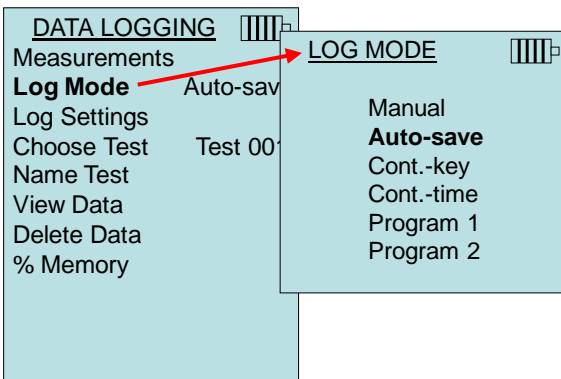 DATA LOGGING
Measurements
Log Mode Auto-sav
Log Settings
Choose Test Test 001
Name Test
View Data
Delete Data
% Memory
LOG MODE
Manual
Auto-save
Cont.-key
Cont.-time
Program 1
Program 2